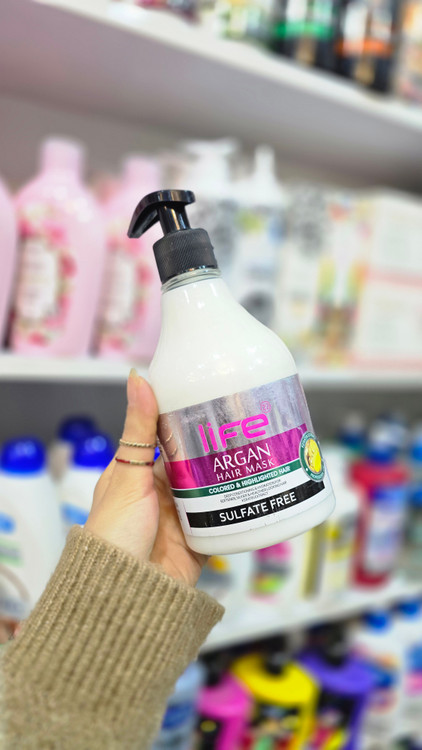 life
ARGAN
HAIR MASK
COLORED & HIGHLIGHTED HAIR
SULFATE FREE